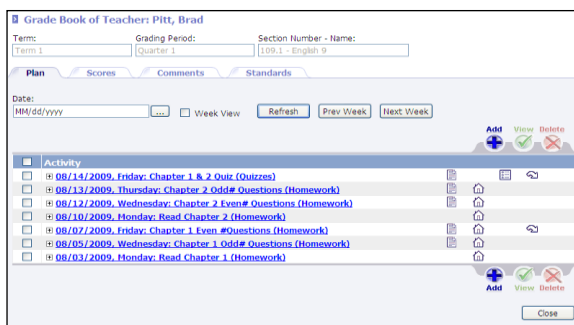 Grade Book of Teacher: Pitt, Brad
Term: Grading Period: Section Number - Name:
Term 1 Quarter 1 109.1 - English 9
Plan Scores Comments Standards
Date:
MM/dd/yyyy ... Week View Refresh Prev Week Next Week
Add View Delete
Activity
08/14/2009, Friday: Chapter 1 & 2 Quiz (Quizzes)
08/13/2009, Thursday: Chapter 2 Odd# Questions (Homework)
08/12/2009, Wednesday: Chapter 2 Even# Questions (Homework)
08/10/2009, Monday: Read Chapter 2 (Homework)
08/07/2009, Friday: Chapter 1 Even #Questions (Homework)
08/05/2009, Wednesday: Chapter 1 Odd# Questions (Homework)
08/03/2009, Monday: Read Chapter 1 (Homework)
Add View Delete
Close